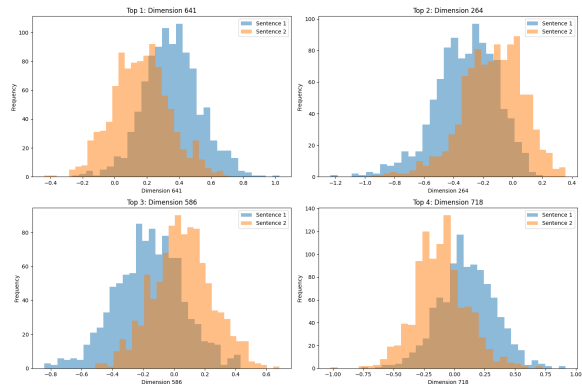 Top 1: Dimension 641
Sentence 1
Sentence 2
Frequency
100
80
60
40
20
0
−0.4 −0.2 0.0 0.2 0.4 0.6 0.8 1.0
Dimension 641
Top 2: Dimension 264
Sentence 1
Sentence 2
Frequency
100
80
60
40
20
0
−1.2 −1.0 −0.8 −0.6 −0.4 −0.2 0.0 0.2 0.4
Dimension 264
Top 3: Dimension 586
Sentence 1
Sentence 2
Frequency
80
60
40
20
0
−0.8 −0.6 −0.4 −0.2 0.0 0.2 0.4 0.6
Dimension 586
Top 4: Dimension 718
Sentence 1
Sentence 2
Frequency
140
120
100
80
60
40
20
0
−1.00 −0.75 −0.50 −0.25 0.00 0.25 0.50 0.75 1.00
Dimension 718